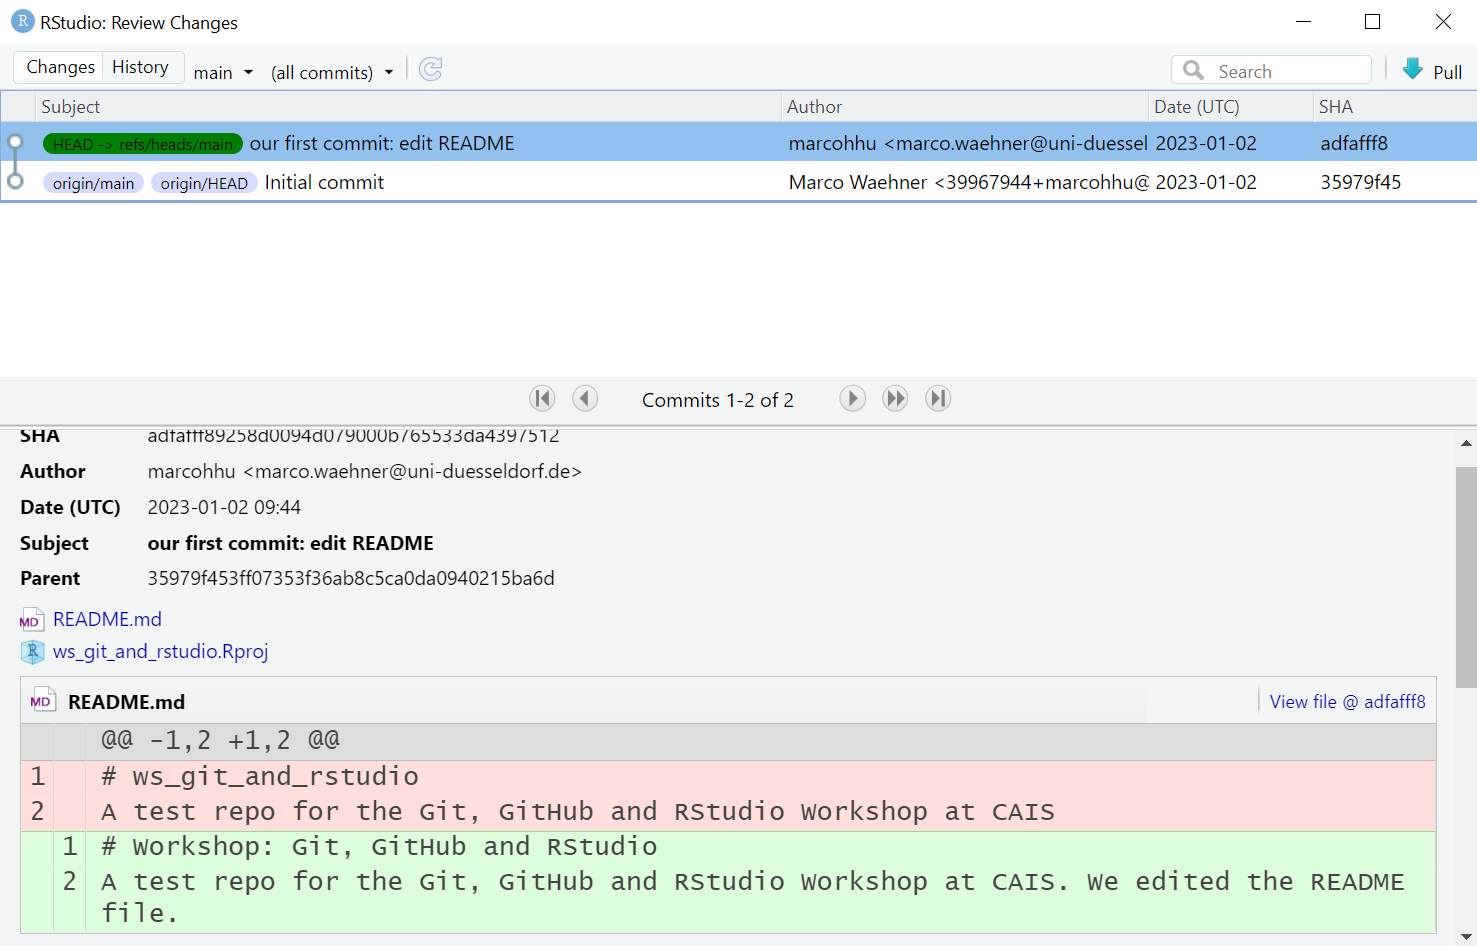 R RStudio: Review Changes
Changes History main (all commits) Search Pull
Subject Author Date (UTC) SHA
HEAD -> refs/heads/main our first commit: edit README marcohhu <marco.waehner@uni-duessel 2023-01-02 adfafff8
origin/main origin/HEAD Initial commit Marco Waehner <39967944+marcohhu@ 2023-01-02 35979f45
Commits 1-2 of 2
SHA adfafff89258d0094d079000b765533da4397512
Author marcohhu <marco.waehner@uni-duesseldorf.de>
Date (UTC) 2023-01-02 09:44
Subject our first commit: edit README
Parent 35979f453ff07353f36ab8c5ca0da0940215ba6d
MD README.md
R ws_git_and_rstudio.Rproj
MD README.md View file @ adfafff8
@@ -1,2 +1,2 @@
1 # ws_git_and_rstudio
2 A test repo for the Git, GitHub and RStudio Workshop at CAIS
1 # Workshop: Git, GitHub and RStudio
2 A test repo for the Git, GitHub and RStudio Workshop at CAIS. We edited the README
file.